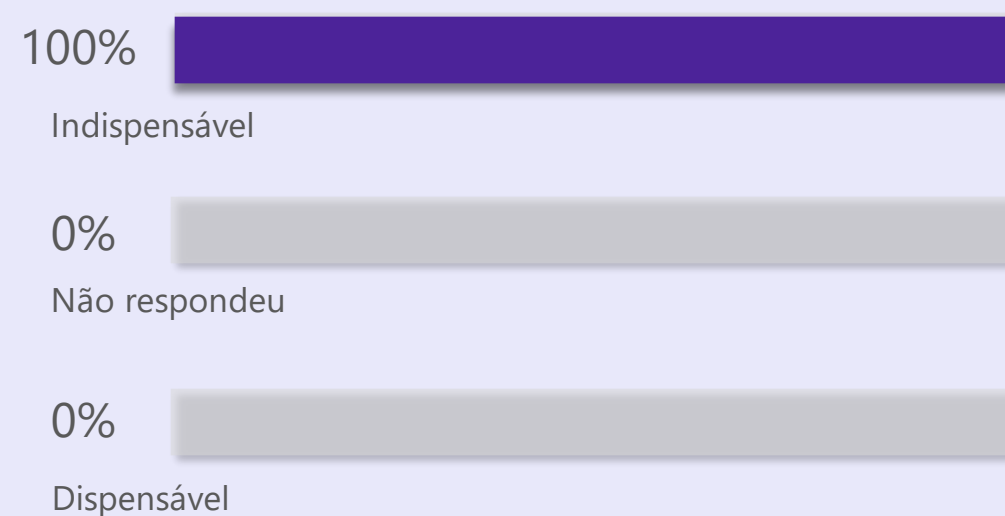 100%
Indispensável
0%
Não respondeu
0%
Dispensável